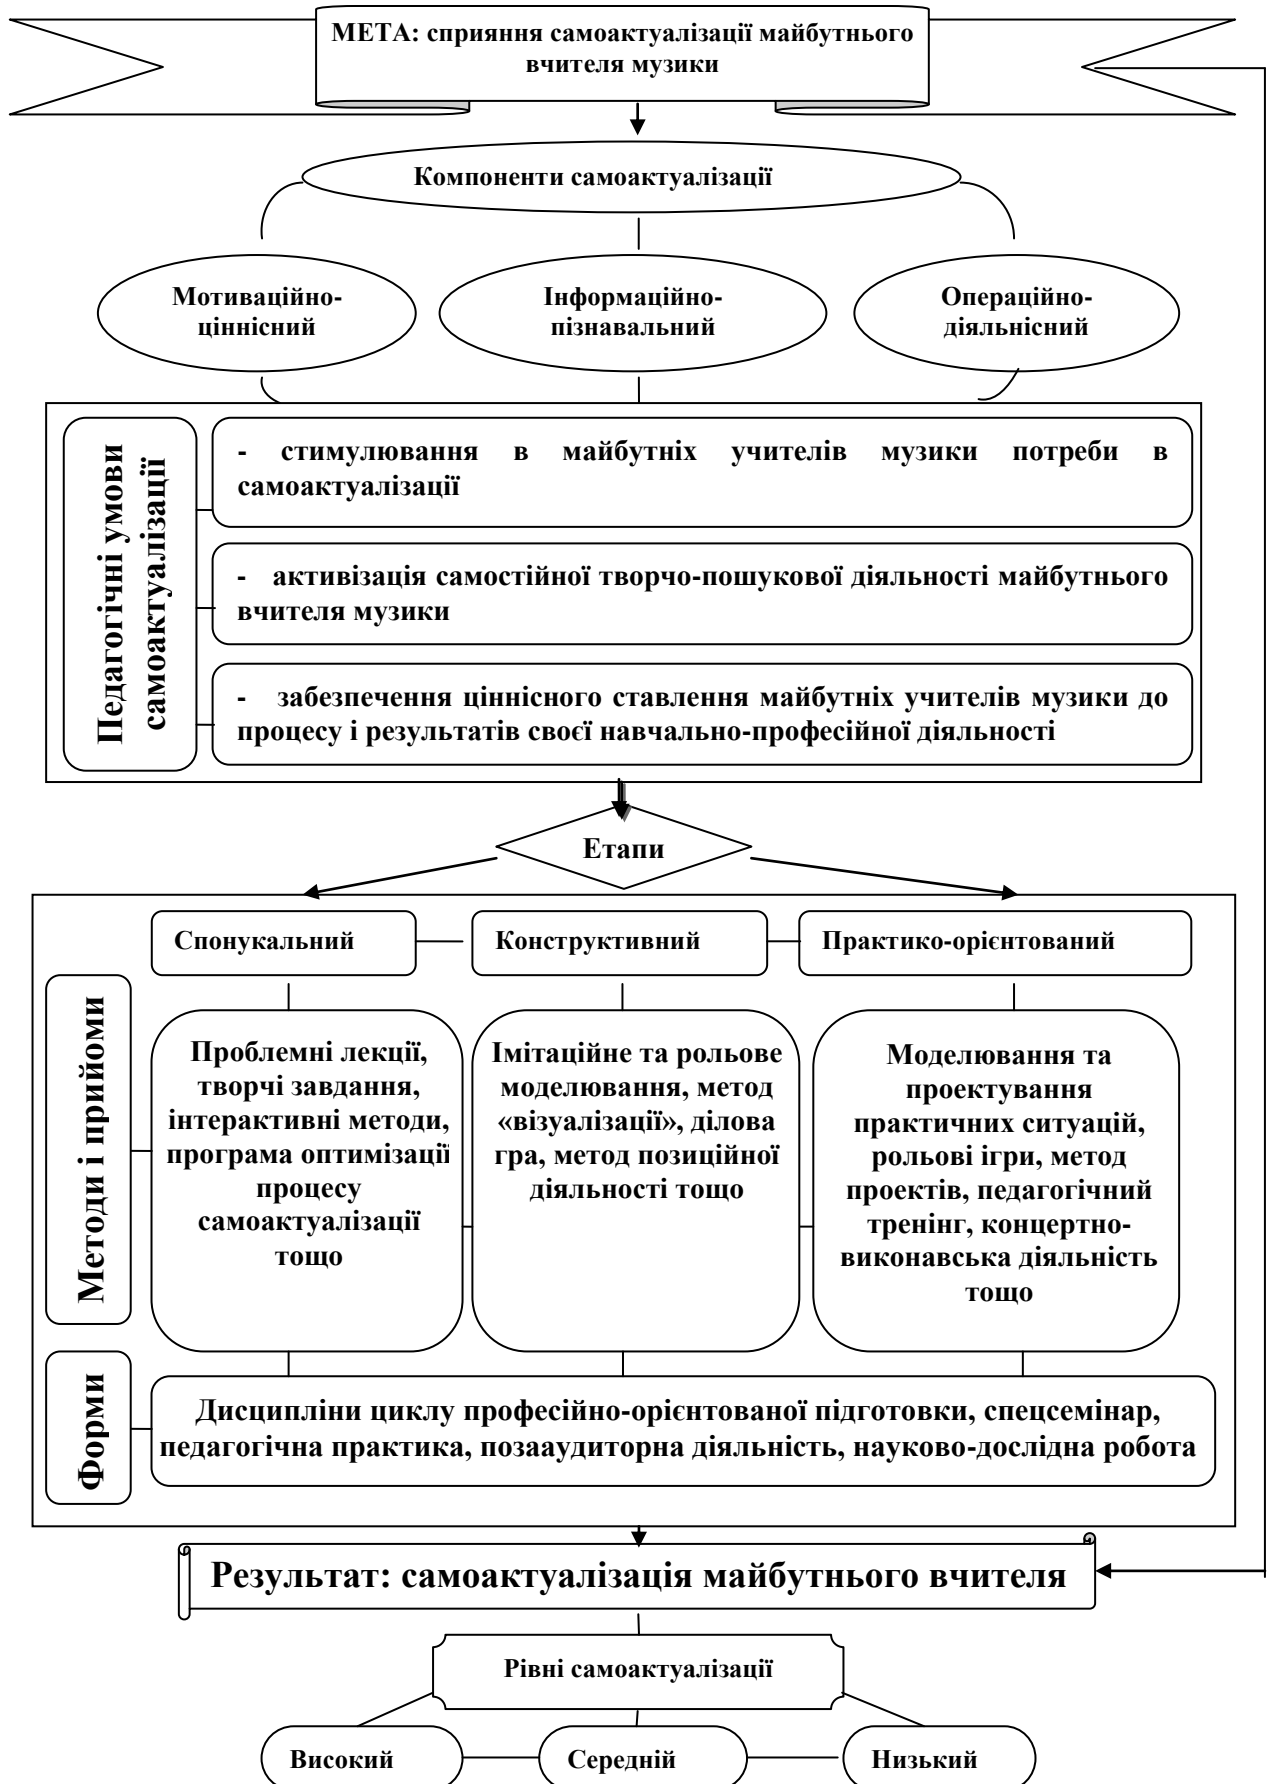 МЕТА: сприяння самоактуалізації майбутнього
вчителя музики
Компоненти самоактуалізації
Мотиваційно-
ціннісний
Інформаційно-
пізнавальний
Операційно-
діяльнісний
Педагогічні умови
самоактуалізації
- стимулювання в майбутніх учителів музики потреби в
самоактуалізації
- активізація самостійної творчо-пошукової діяльності майбутнього
вчителя музики
- забезпечення ціннісного ставлення майбутніх учителів музики до
процесу і результатів своєї навчально-професійної діяльності
Етапи
Спонукальний
Конструктивний
Практико-орієнтований
Методи і прийоми
Проблемні лекції,
творчі завдання,
інтерактивні методи,
програма оптимізації
процесу
самоактуалізації
тощо
Імітаційне та рольове
моделювання, метод
«візуалізації», ділова
гра, метод позиційної
діяльності тощо
Моделювання та
проектування
практичних ситуацій,
рольові ігри, метод
проектів, педагогічний
тренінг, концертно-
виконавська діяльність
тощо
Форми
Дисципліни циклу професійно-орієнтованої підготовки, спецсемінар,
педагогічна практика, позааудиторна діяльність, науково-дослідна робота
Результат: самоактуалізація майбутнього вчителя
Рівні самоактуалізації
Високий
Середній
Низький